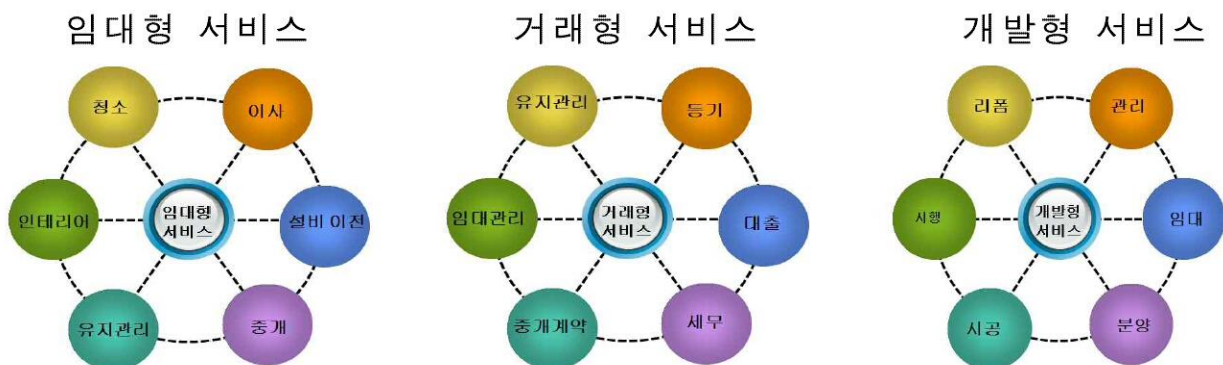 임대형 서비스
청소
이사
인테리어
임대형
서비스
설비 이전
유지관리
중개
거래형 서비스
유지관리
등기
임대관리
거래형
서비스
대출
중개계약
세무
개발형 서비스
리폼
관리
시행
개발형
서비스
임대
시공
분양